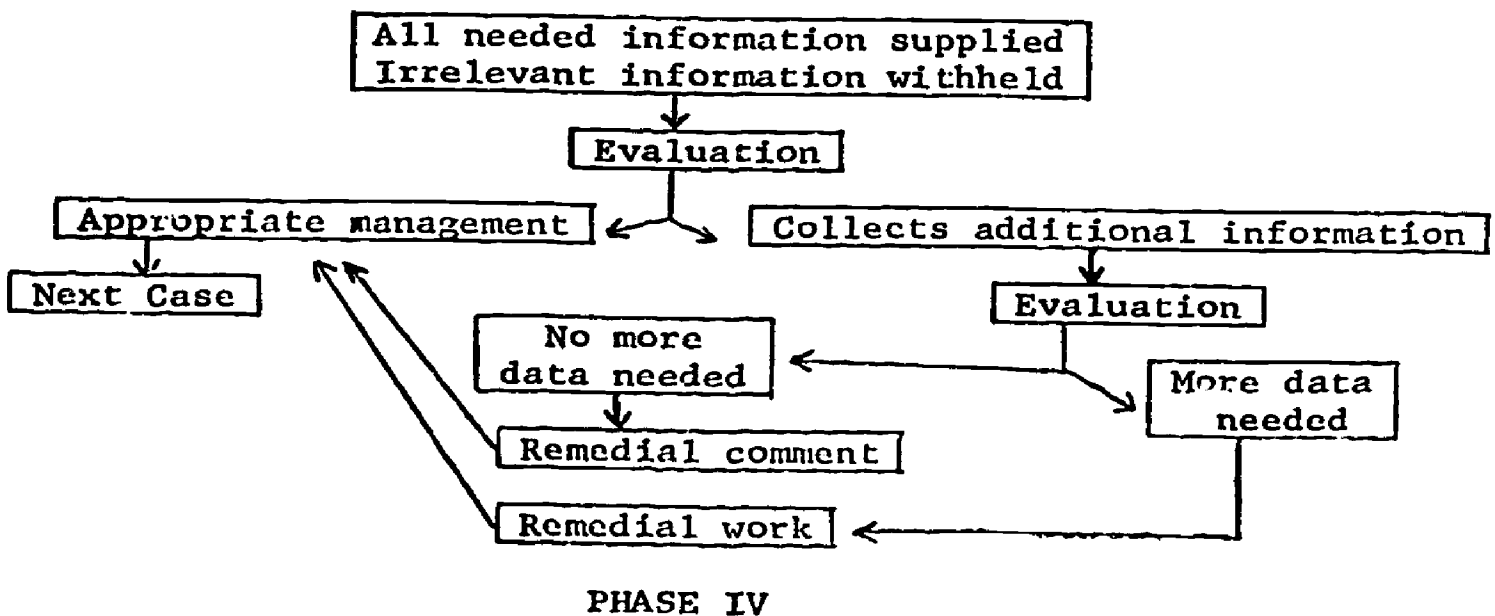 All needed information supplied
Irrelevant information withheld
Evaluation
Appropriate management
Collects additional information
Next Case
Evaluation
No more
data needed
More data
needed
Remedial comment
Remedial work
PHASE IV